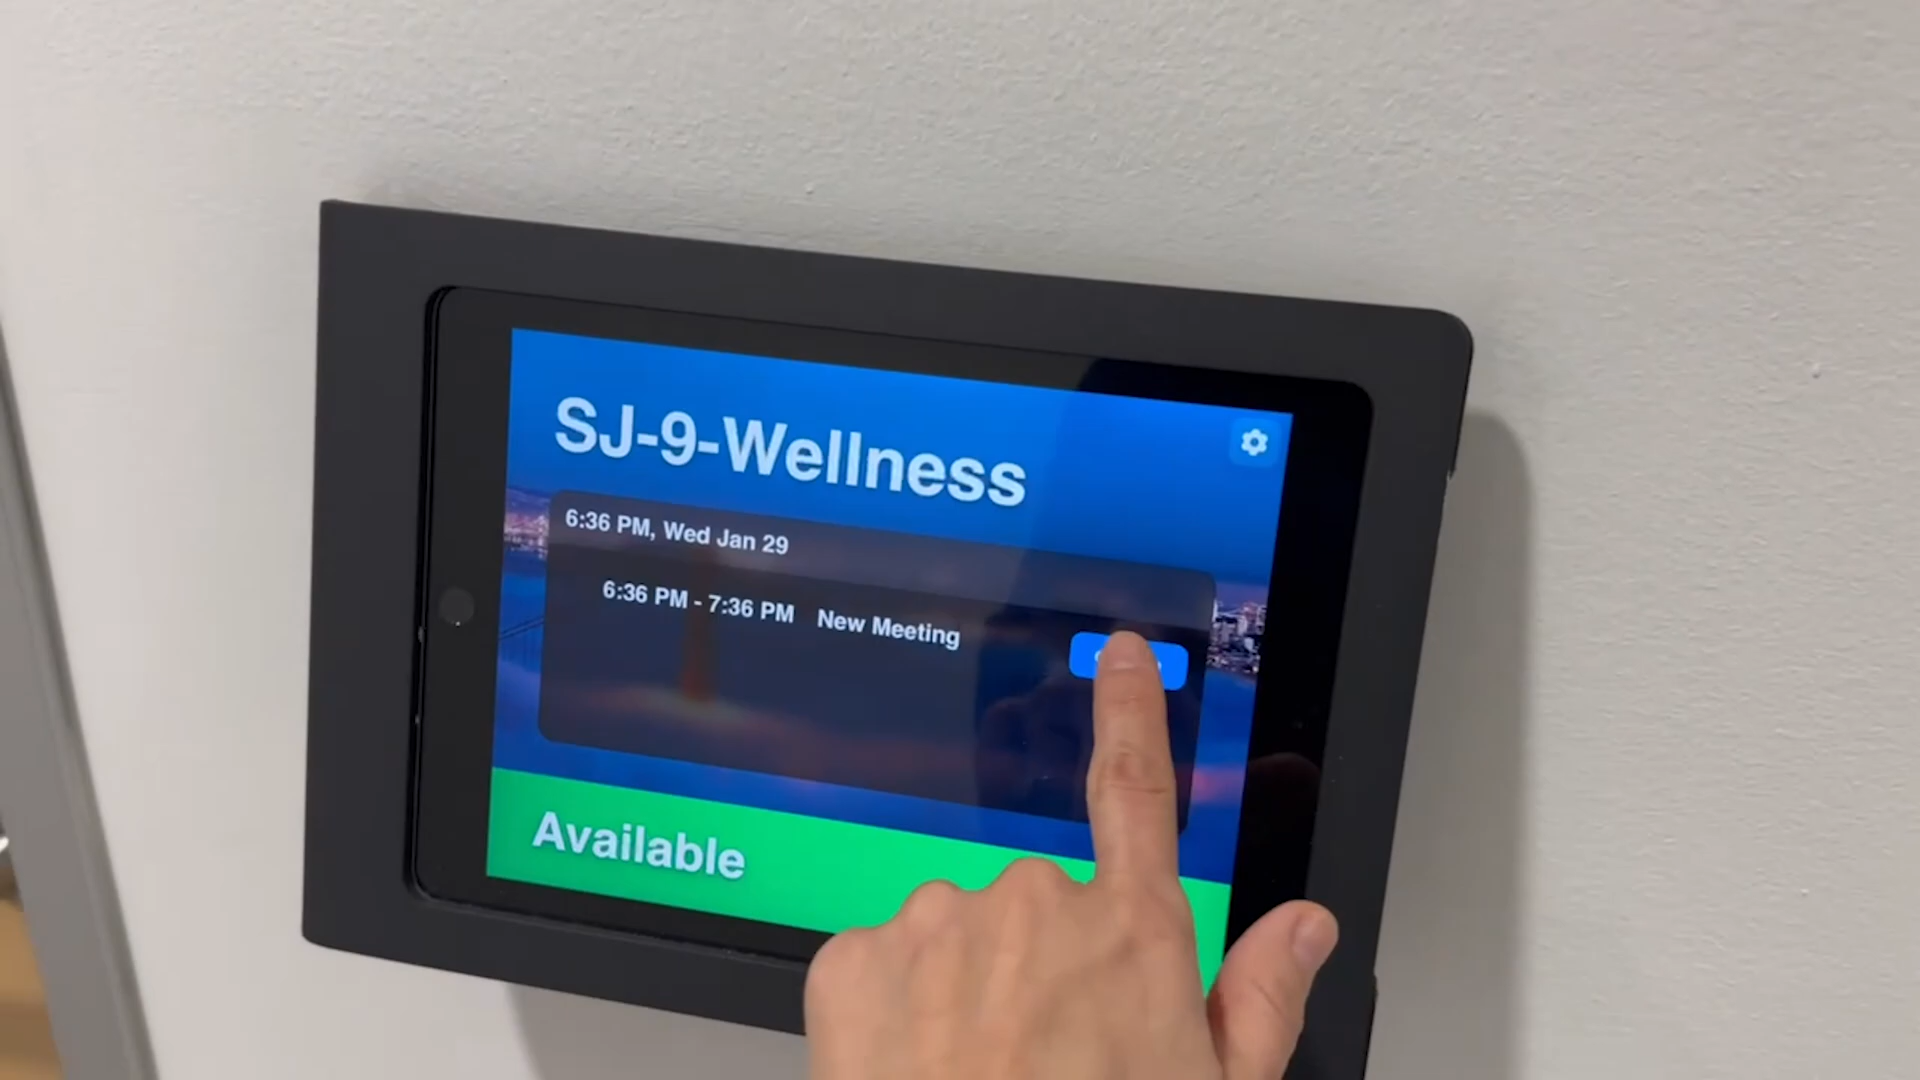 SJ-9-Wellness
6:36 PM, Wed Jan 29
6:36 PM - 7:36 PM New Meeting
Available